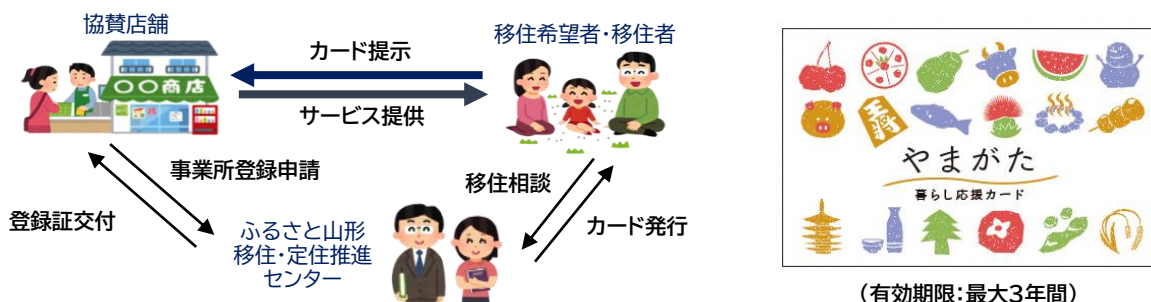 協賛店舗
移住希望者・移住者
カード提示
〇〇商店
サービス提供
王将
事業所登録申請
移住相談
登録証交付
カード発行
ふるさと山形
移住・定住推進
センター
やまがた
暮らし応援カード
(有効期限:最大3年間)